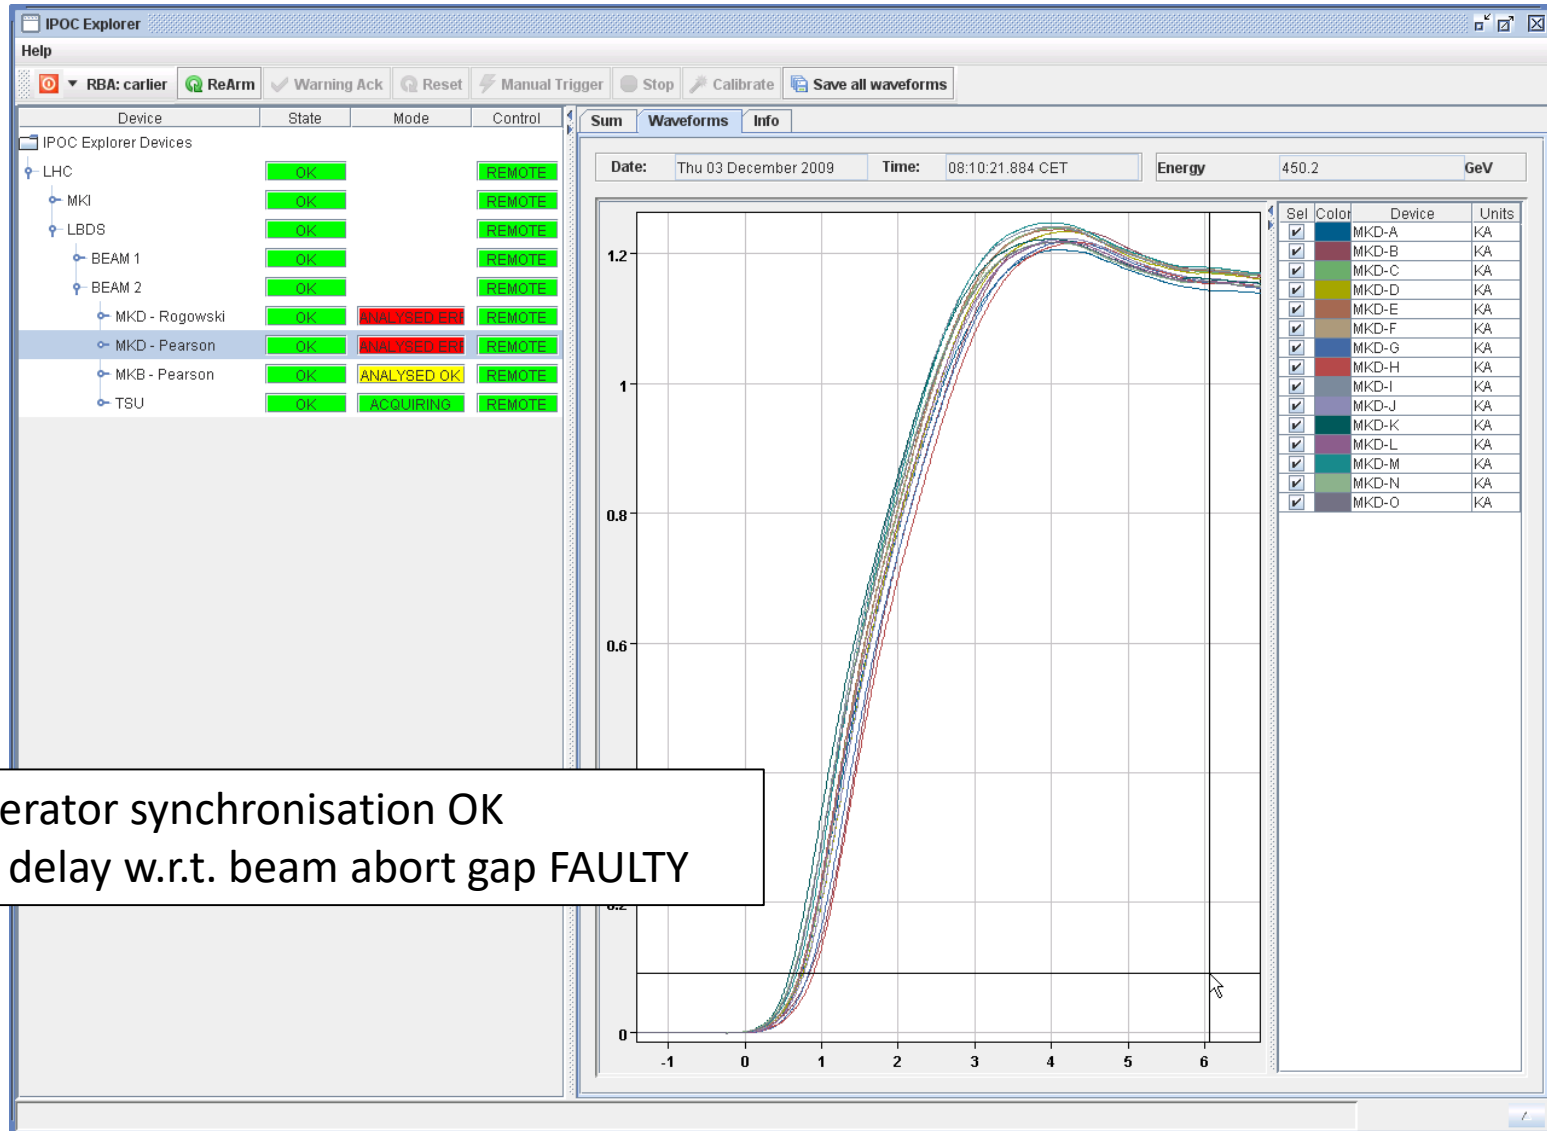 IPOC Explorer
Help
RBA: carlier ReArm Warning Ack Reset Manual Trigger Stop Calibrate Save all waveforms
Device State Mode Control
IPOC Explorer Devices
LHC OK REMOTE
MKI OK REMOTE
LBDS OK REMOTE
BEAM 1 OK REMOTE
BEAM 2 OK REMOTE
MKD - Rogowski OK ANALYSED ERR REMOTE
MKD - Pearson OK ANALYSED ERR REMOTE
MKB - Pearson OK ANALYSED OK REMOTE
TSU OK ACQUIRING REMOTE
Sum Waveforms Info
Date: Thu 03 December 2009 Time: 08:10:21.884 CET Energy 450.2 GeV
Sel Color Device Units
MKD-A KA
MKD-B KA
MKD-C KA
MKD-D KA
MKD-E KA
MKD-F KA
MKD-G KA
MKD-H KA
MKD-I KA
MKD-J KA
MKD-K KA
MKD-L KA
MKD-M KA
MKD-N KA
MKD-O KA
1.2
1
0.8
0.6
0.2
0
-1 0 1 2 3 4 5 6
erator synchronisation OK
delay w.r.t. beam abort gap FAULTY